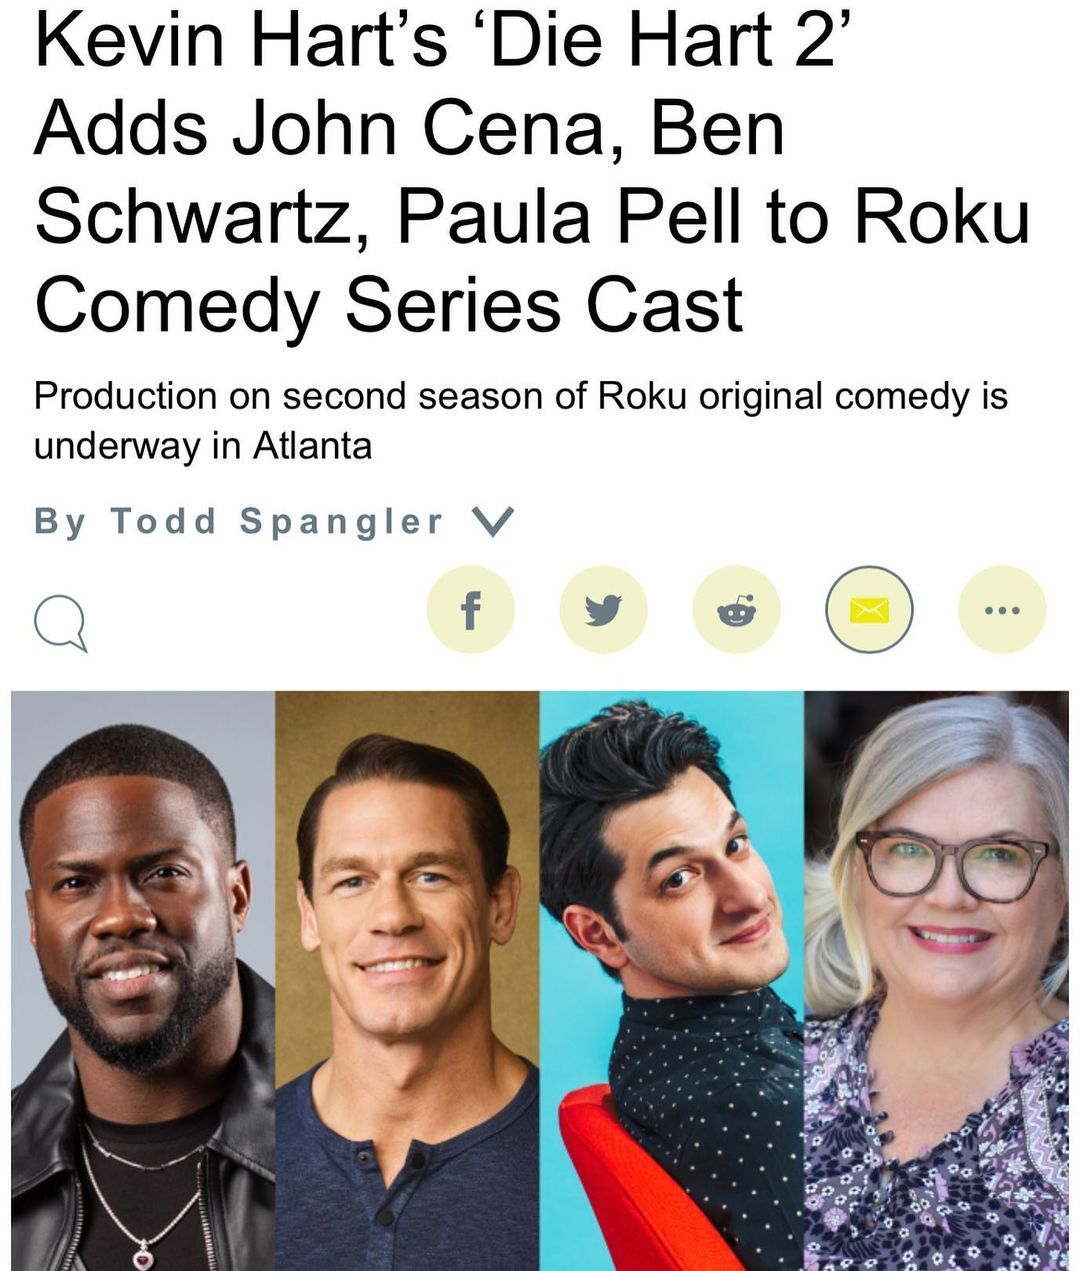 Kevin Hart’s ‘Die Hart 2’
Adds John Cena, Ben
Schwartz, Paula Pell to Roku
Comedy Series Cast
Production on second season of Roku original comedy is
underway in Atlanta
By Todd Spangler